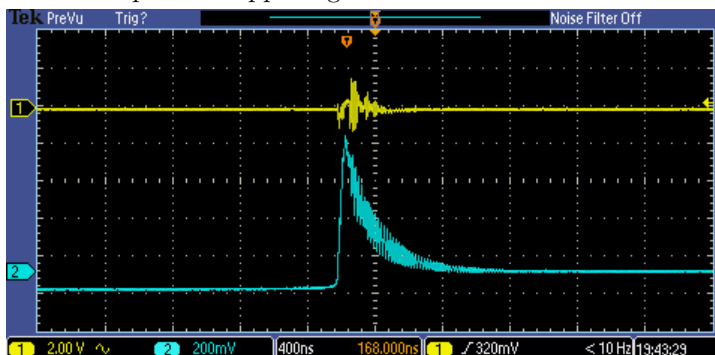 Tek PreVu Trig? Noise Filter Off
1
2
1 2.00 V 2 200mV 400ns 168.000ns 1 320mV < 10 Hz 19:43:29